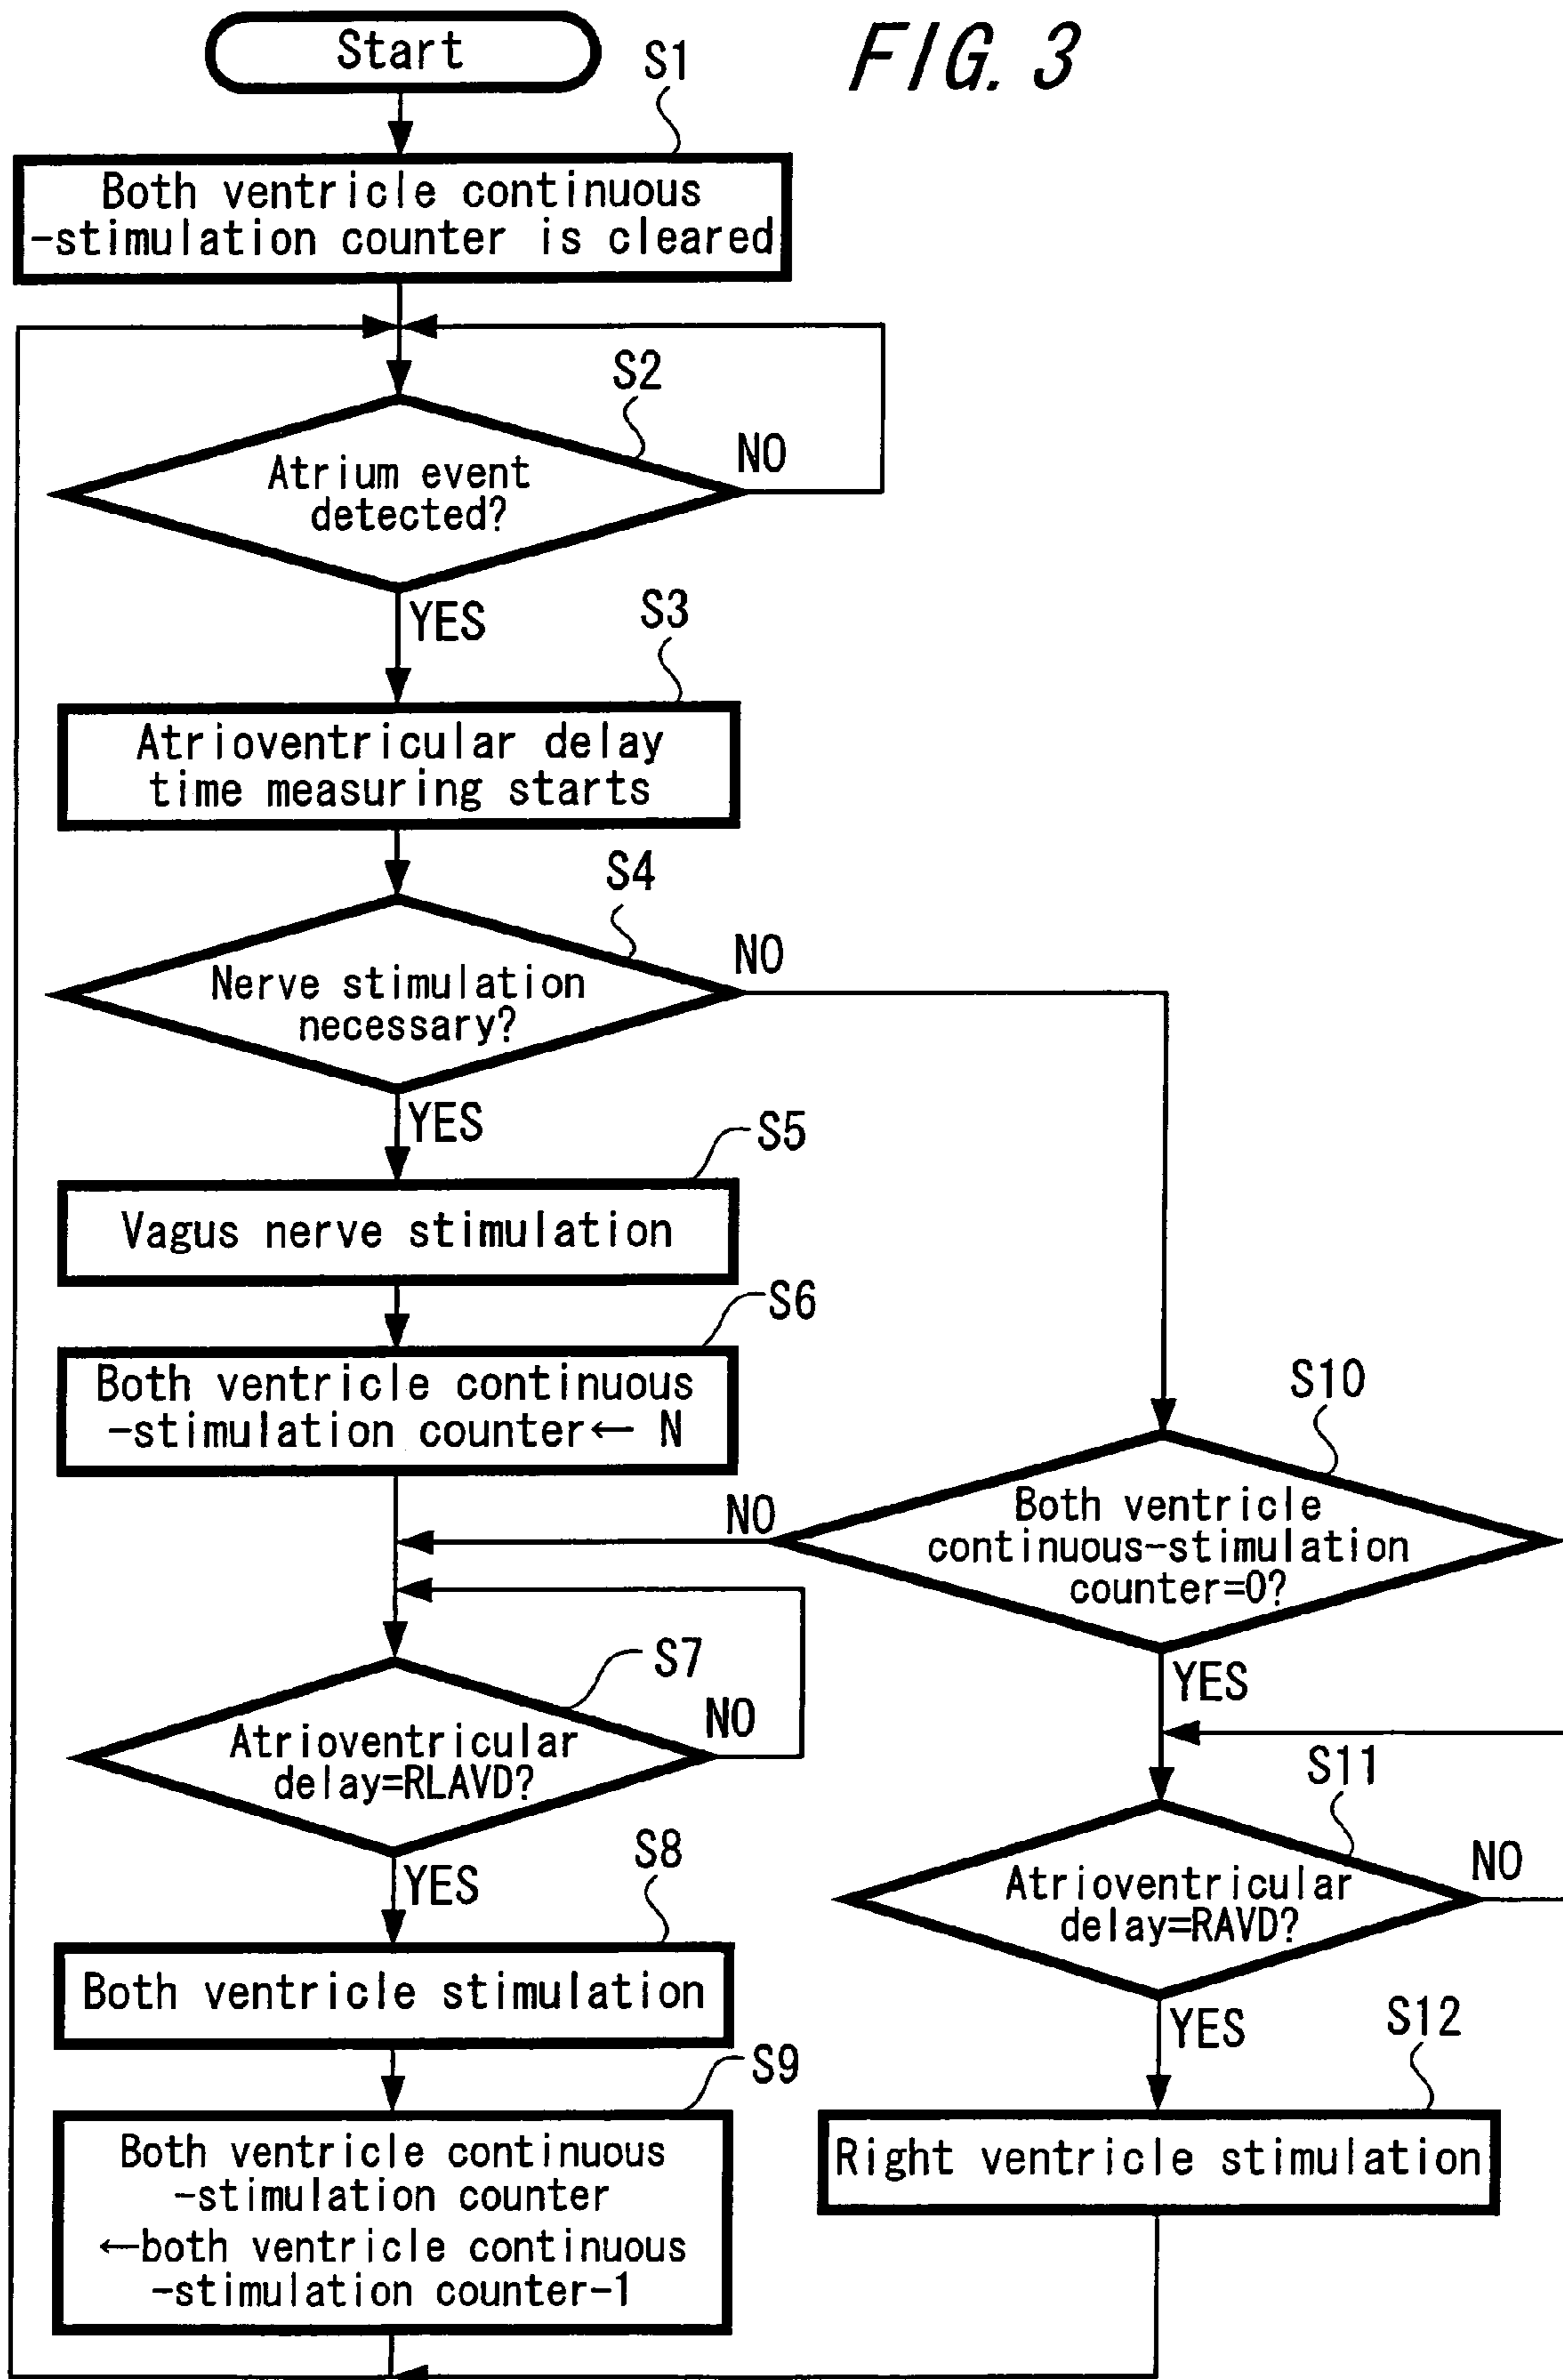 FIG. 3
Start
S1
Both ventricle continuous
-stimulation counter is cleared
S2
Atrium event
detected?
NO
YES
S3
Atrioventricular delay
time measuring starts
S4
Nerve stimulation
necessary?
NO
YES
S5
Vagus nerve stimulation
S6
Both ventricle continuous
-stimulation counter← N
S10
Both ventricle
continuous-stimulation
counter=0?
NO
YES
S7
Atrioventricular
delay=RLAVD?
NO
YES
S11
Atrioventricular
delay=RAVD?
NO
YES
S8
Both ventricle stimulation
S9
Both ventricle continuous
-stimulation counter
←both ventricle continuous
-stimulation counter-1
S12
Right ventricle stimulation